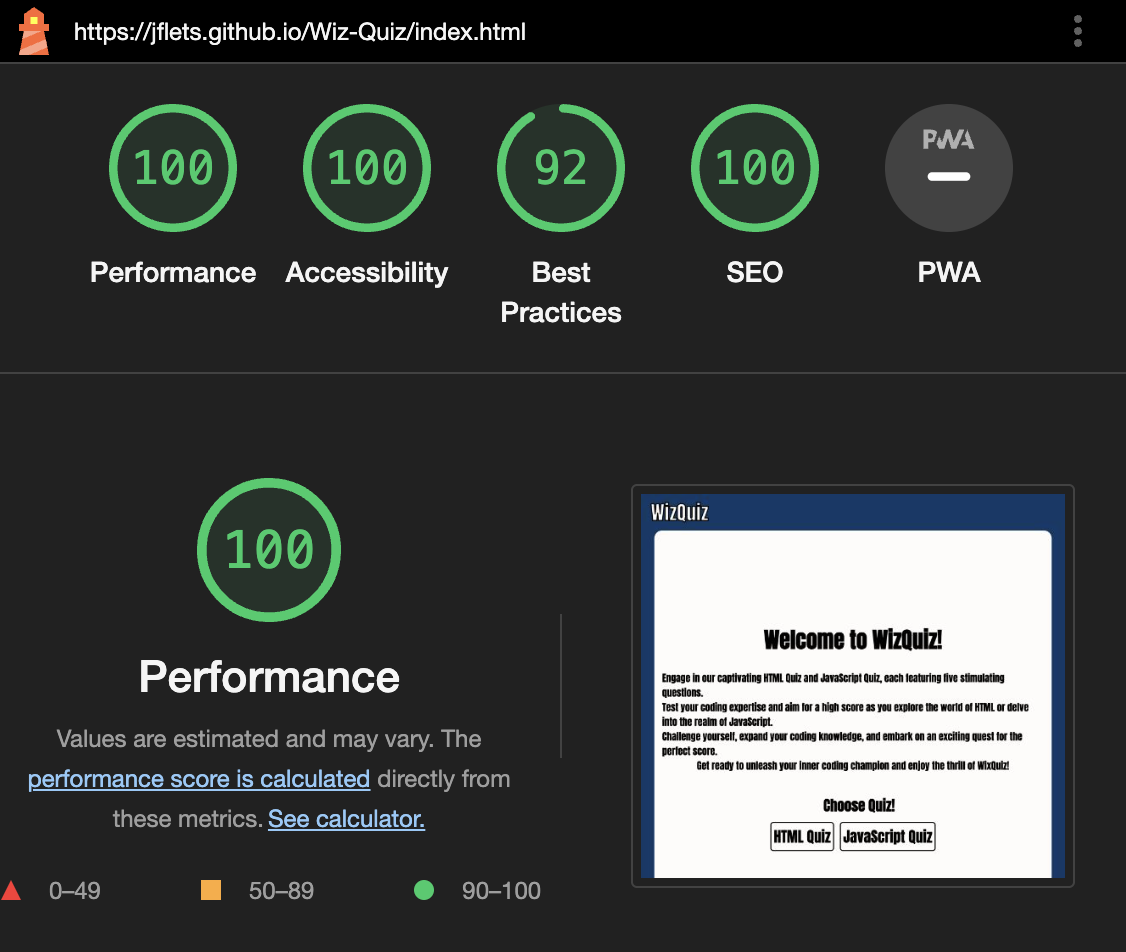 https://jflets.github.io/Wiz-Quiz/index.html
100 100 92 100 PWA
Performance Accessibility Best Practices SEO PWA
100
Performance
Values are estimated and may vary. The
performance score is calculated directly from
these metrics. See calculator.
0–49 50–89 90–100
WizQuiz
Welcome to WizQuiz!
Engage in our captivating HTML Quiz and JavaScript Quiz, each featuring five stimulating
questions.
Test your coding expertise and aim for a high score as you explore the world of HTML or delve
into the realm of JavaScript.
Challenge yourself, expand your coding knowledge, and embark on an exciting quest for the
perfect score.
Get ready to unleash your inner coding champion and enjoy the thrill of WixQuiz!
Choose Quiz!
HTML Quiz JavaScript Quiz